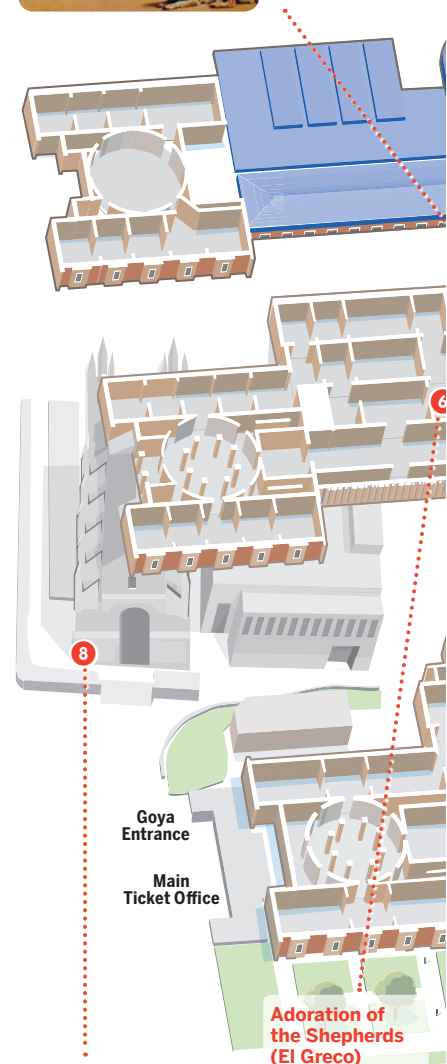 6
8
Goya
Entrance
Main
Ticket Office
Adoration of
the Shepherds
(El Greco)